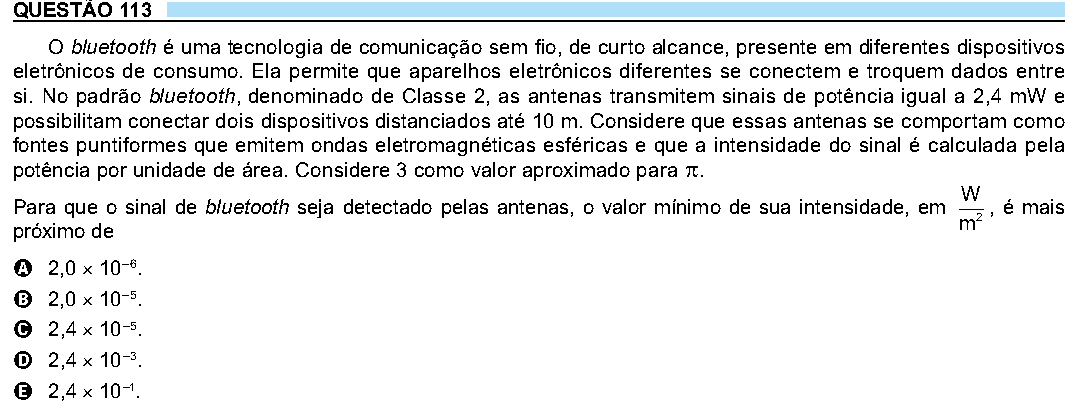 QUESTÃO 113
O bluetooth é uma tecnologia de comunicação sem fio, de curto alcance, presente em diferentes dispositivos
eletrônicos de consumo. Ela permite que aparelhos eletrônicos diferentes se conectem e troquem dados entre
si. No padrão bluetooth, denominado de Classe 2, as antenas transmitem sinais de potência igual a 2,4 mW e
possibilitam conectar dois dispositivos distanciados até 10 m. Considere que essas antenas se comportam como
fontes puntiformes que emitem ondas eletromagnéticas esféricas e que a intensidade do sinal é calculada pela
potência por unidade de área. Considere 3 como valor aproximado para π.
Para que o sinal de bluetooth seja detectado pelas antenas, o valor mínimo de sua intensidade, em W/m², é mais
próximo de
A 2,0 × 10⁻⁶.
B 2,0 × 10⁻⁵.
C 2,4 × 10⁻⁵.
D 2,4 × 10⁻³.
E 2,4 × 10⁻¹.